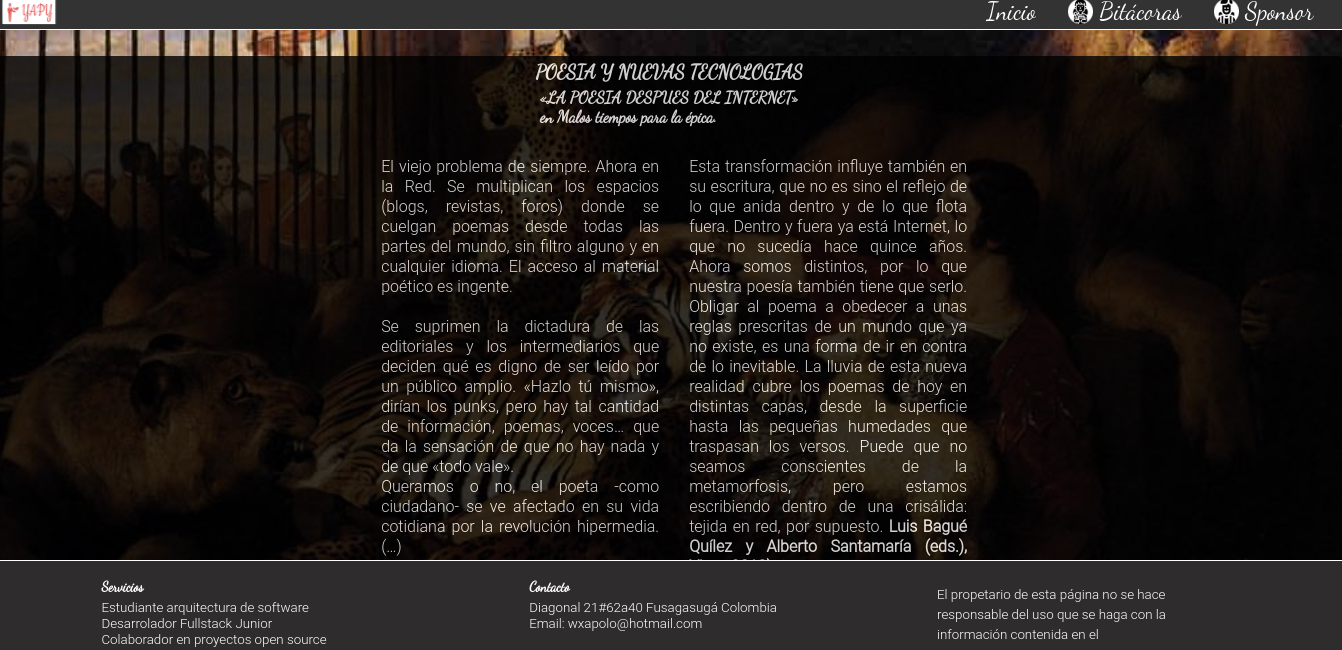 YAPY
Inicio
Bitácoras
Sponsor
POESIA Y NUEVAS TECNOLOGIAS
«LA POESIA DESPUES DEL INTERNET»
en Malos tiempos para la épica.
El viejo problema de siempre. Ahora en
la Red. Se multiplican los espacios
(blogs, revistas, foros) donde se
cuelgan poemas desde todas las
partes del mundo, sin filtro alguno y en
cualquier idioma. El acceso al material
poético es ingente.
Se suprimen la dictadura de las
editoriales y los intermediarios que
deciden qué es digno de ser leído por
un público amplio. «Hazlo tú mismo»,
dirían los punks, pero hay tal cantidad
de información, poemas, voces... que
da la sensación de que no hay nada y
de que «todo vale».
Queramos o no, el poeta -como
ciudadano- se ve afectado en su vida
cotidiana por la revolución hipermedia.
(...)
Esta transformación influye también en
su escritura, que no es sino el reflejo de
lo que anida dentro y de lo que flota
fuera. Dentro y fuera ya está Internet, lo
que no sucedía hace quince años.
Ahora somos distintos, por lo que
nuestra poesía también tiene que serlo.
Obligar al poema a obedecer a unas
reglas prescritas de un mundo que ya
no existe, es una forma de ir en contra
de lo inevitable. La lluvia de esta nueva
realidad cubre los poemas de hoy en
distintas capas, desde la superficie
hasta las pequeñas humedades que
traspasan los versos. Puede que no
seamos conscientes de la
metamorfosis, pero estamos
escribiendo dentro de una crisálida:
tejida en red, por supuesto. Luis Bagué
Quílez y Alberto Santamaría (eds.),
Servicios
Estudiante arquitectura de software
Desarrolador Fullstack Junior
Colaborador en proyectos open source
Contacto
Diagonal 21#62a40 Fusagasugá Colombia
Email: wxapolo@hotmail.com
El propetario de esta página no se hace
responsable del uso que se haga con la
información contenida en el